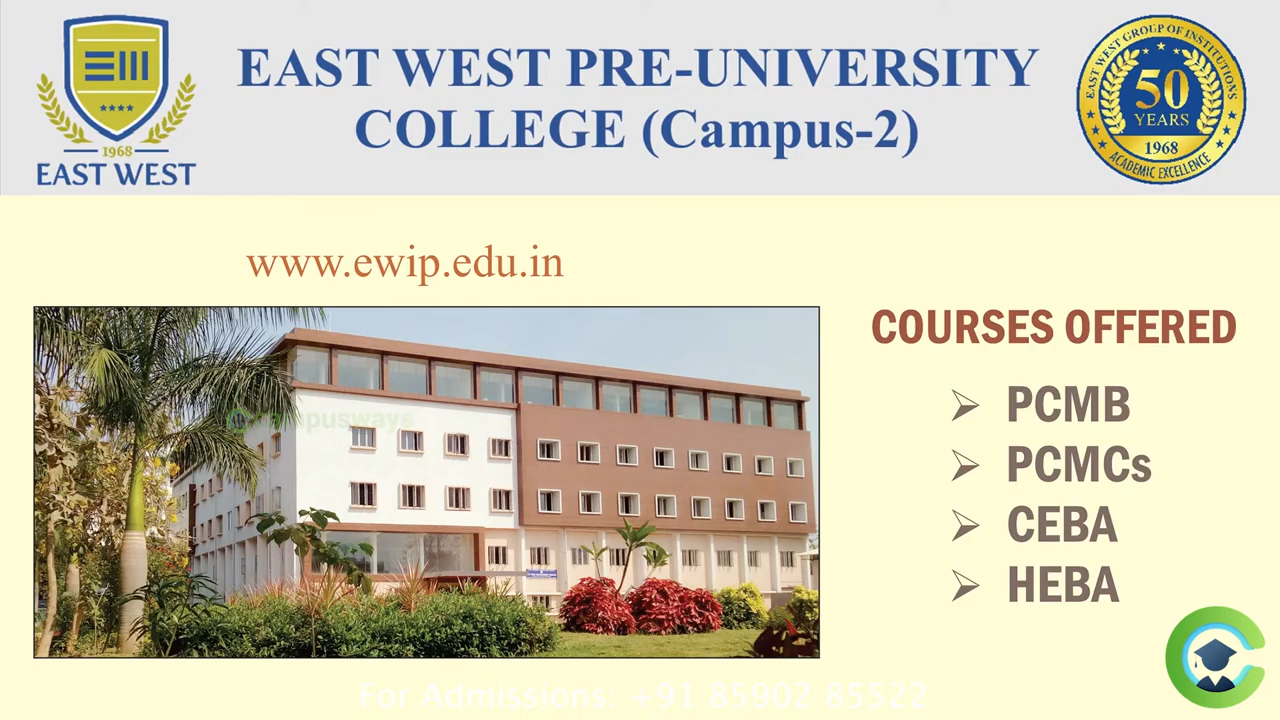 EAST WEST PRE-UNIVERSITY
COLLEGE (Campus-2)
1968
EAST WEST
EAST WEST GROUP OF INSTITUTIONS
50
YEARS
1968
ACADEMIC EXCELLENCE
www.ewip.edu.in
campusways
COURSES OFFERED
PCMB
PCMCs
CEBA
HEBA
For Admissions: +91 85902 85522